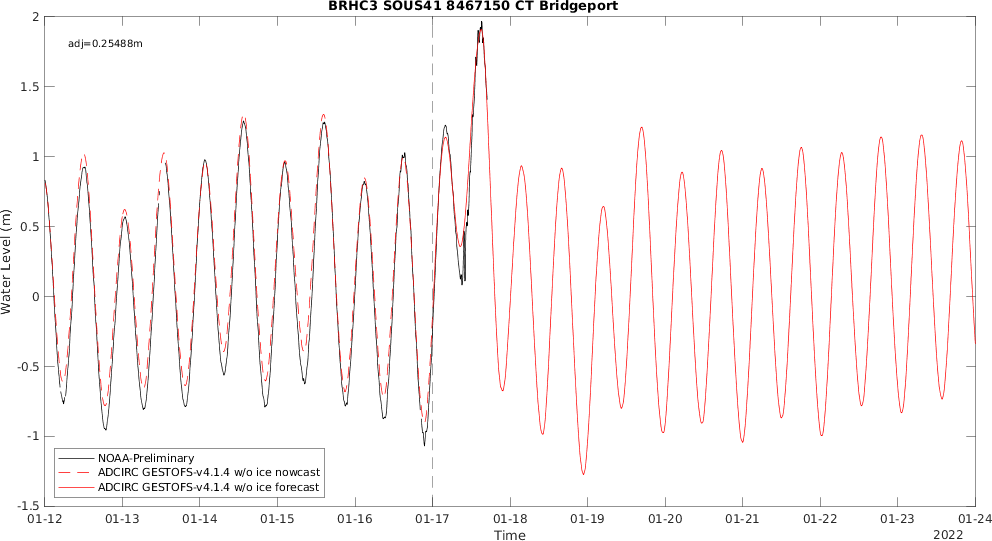 BRHC3 SOUS41 8467150 CT Bridgeport
adj=0.25488m
Water Level (m)
2
1.5
1
0.5
0
-0.5
-1
-1.5
NOAA-Preliminary
ADCIRC GESTOFS-v4.1.4 w/o ice nowcast
ADCIRC GESTOFS-v4.1.4 w/o ice forecast
01-12 01-13 01-14 01-15 01-16 01-17 01-18 01-19 01-20 01-21 01-22 01-23 01-24
Time
2022